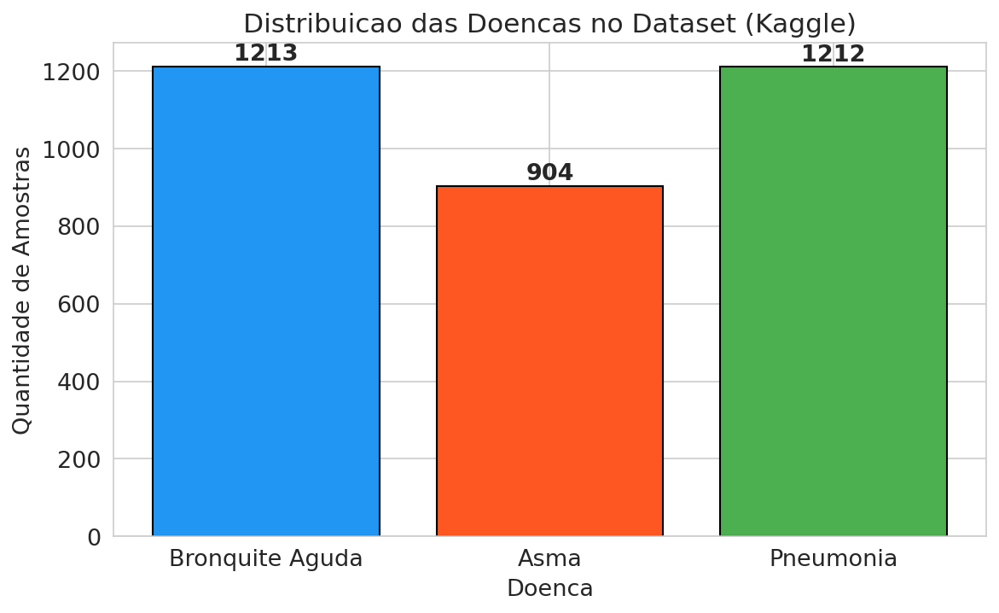 Distribuicao das Doencas no Dataset (Kaggle)
1213
904
1212
1200
1000
800
600
400
200
0
Quantidade de Amostras
Bronquite Aguda
Asma
Pneumonia
Doenca